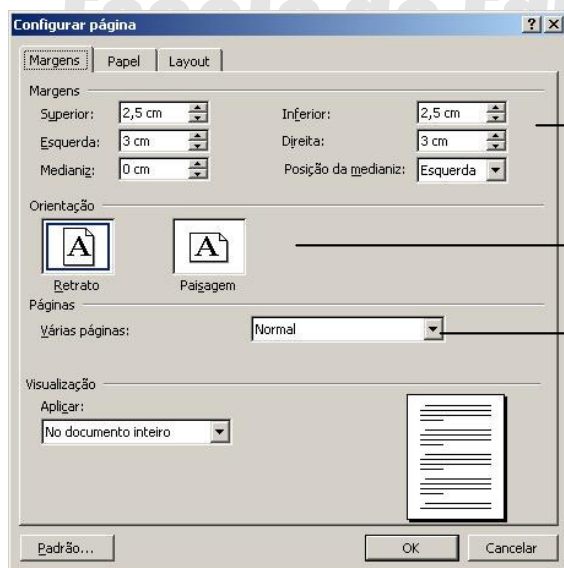 Configurar página
Margens Papel Layout
Margens
Superior: 2,5 cm Inferior: 2,5 cm
Esquerda: 3 cm Direita: 3 cm
Medianiz: 0 cm Posição da medianiz: Esquerda
Orientação
A A
Retrato Paisagem
Páginas
Várias páginas: Normal
Visualização
Aplicar:
No documento inteiro
Padrão... OK Cancelar